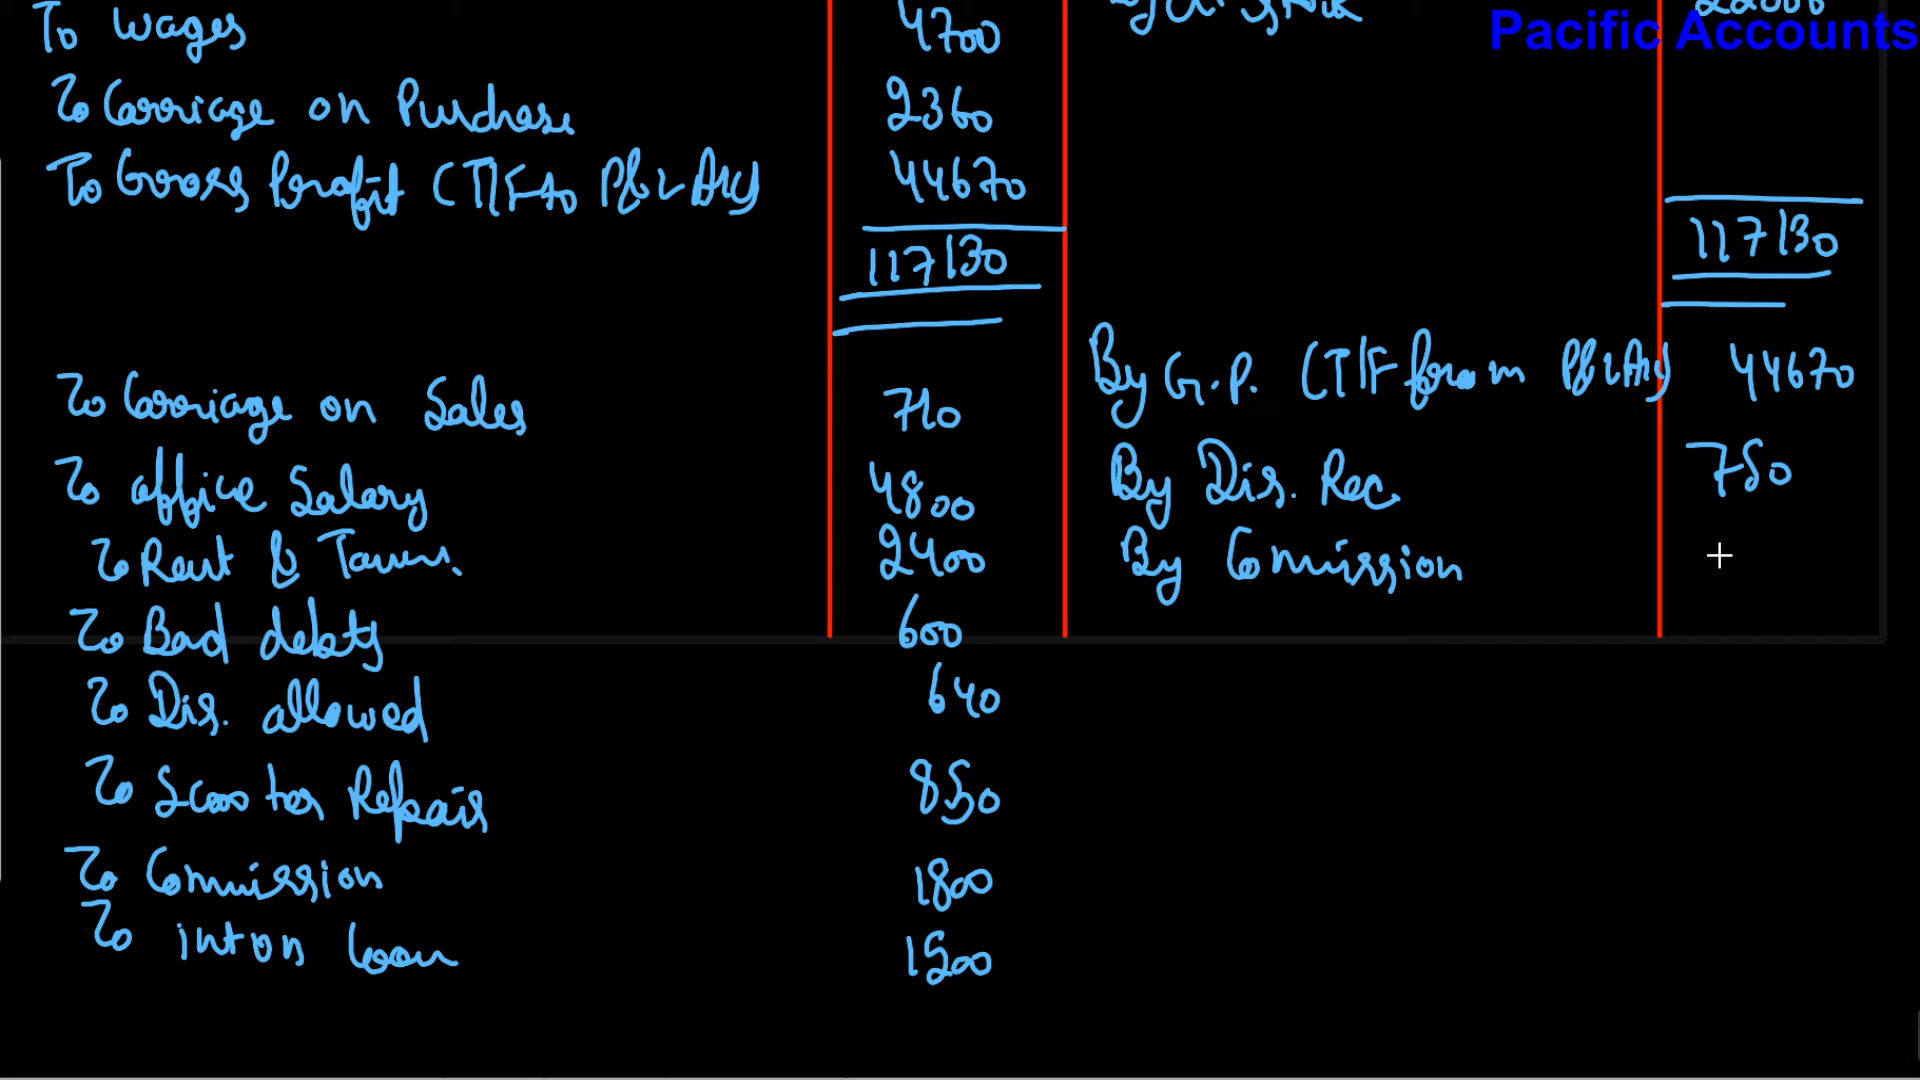 To Wages 4700
22000
Pacific Accounts
To Carriage on Purchase 2360
To Gross Profit (T/F to P&L A/c) 44670
117130 117130
By G.P. (T/F from P&L A/c) 44670
To Carriage on Sales 710
By Dis. Rec. 750
To office Salary 4800
To Rent & Taxes. 2400
By Comission
To Bad debts 600
To Dis. allowed 640
To Scooter Repairs 850
To Commission 1800
To int on loan 1500